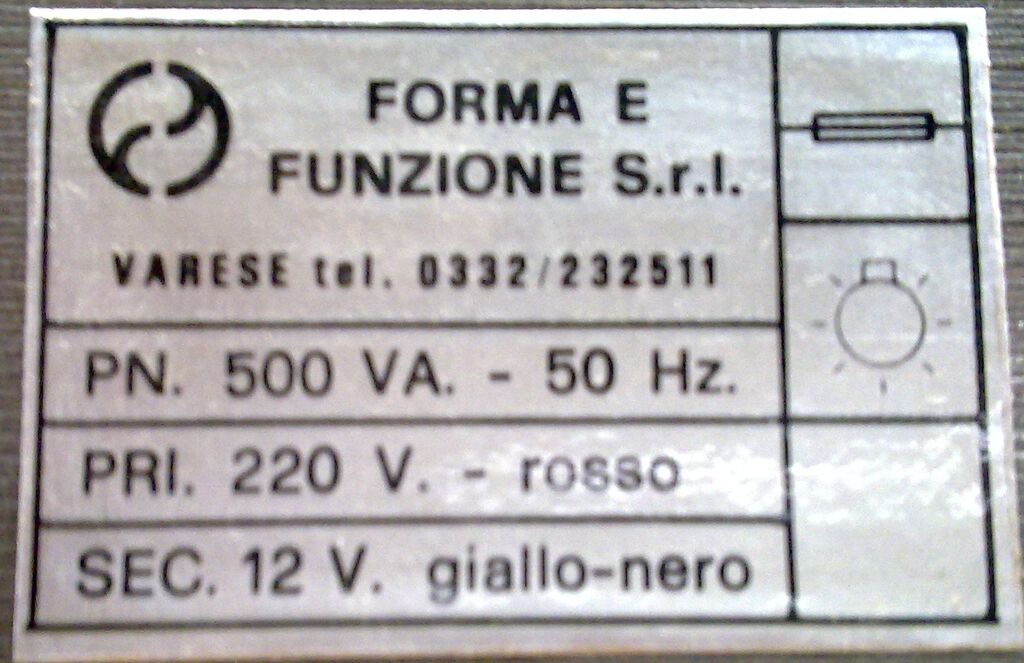 FORMA E
FUNZIONE S.r.l.
VARESE tel. 0332/232511
PN. 500 VA. - 50 Hz.
PRI. 220 V. - rosso
SEC. 12 V. giallo-nero